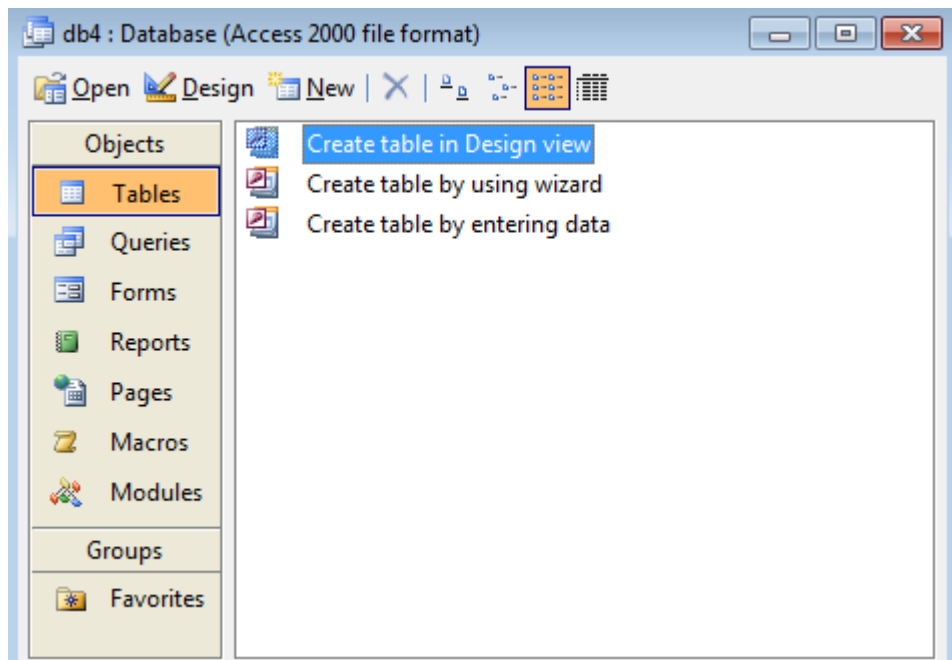 db4 : Database (Access 2000 file format)
Open Design New
Objects
Tables
Queries
Forms
Reports
Pages
Macros
Modules
Groups
Favorites
Create table in Design view
Create table by using wizard
Create table by entering data